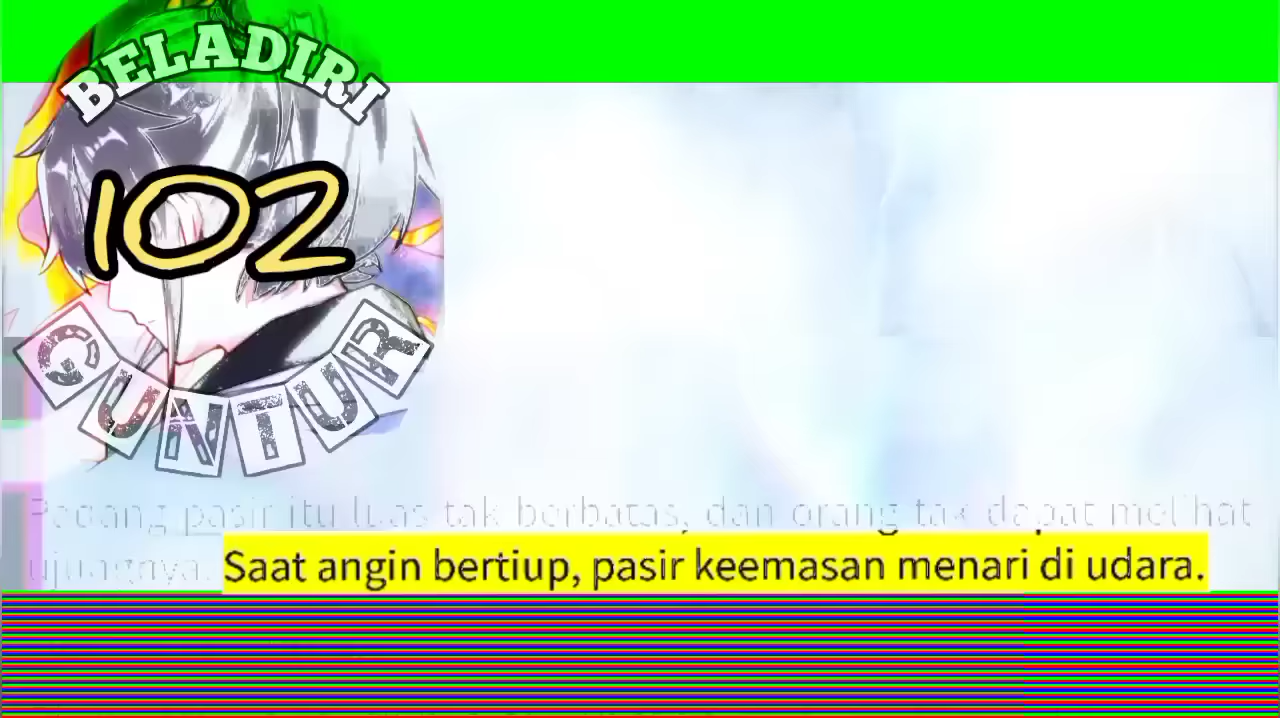 BELADIRI
102
GUNTUR
Padang pasir itu luas tak berbatas, dan orang tak dapat melihat
ujungnya. Saat angin bertiup, pasir keemasan menari di udara.